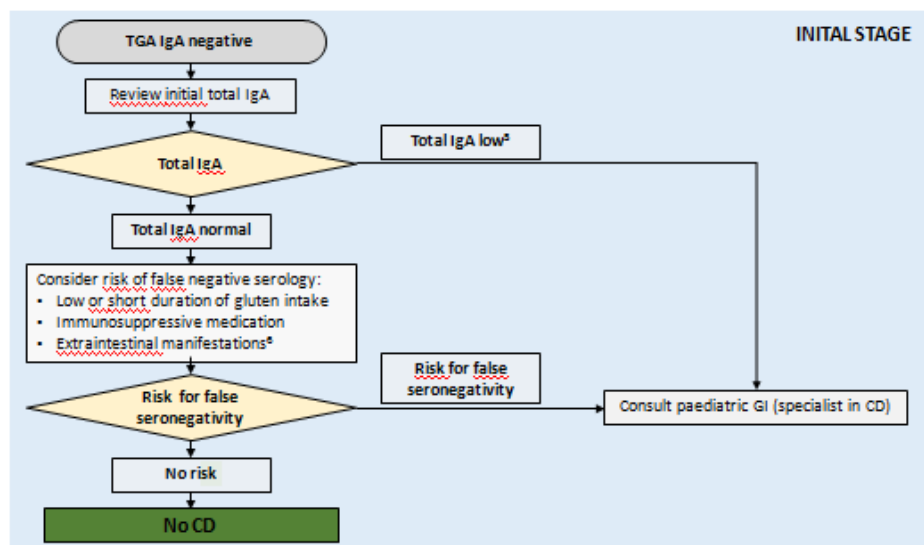 INITAL STAGE
TGA IgA negative
Review initial total IgA
Total IgA
Total IgA low⁵
Total IgA normal
Consider risk of false negative serology:
• Low or short duration of gluten intake
• Immunosuppressive medication
• Extraintestinal manifestations⁶
Risk for false
seronegativity
Risk for false
seronegativity
Consult paediatric GI (specialist in CD)
No risk
No CD